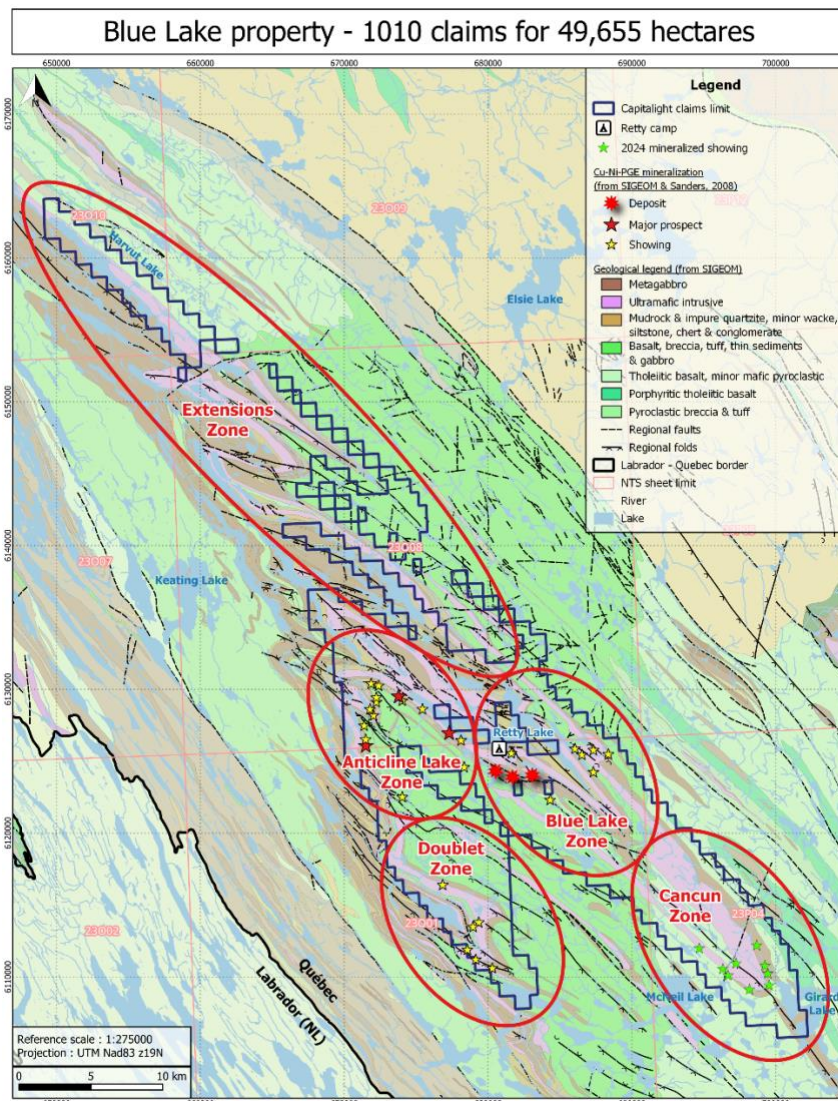 Blue Lake property - 1010 claims for 49,655 hectares
650000
660000
670000
680000
690000
700000
N
6170000
6160000
6150000
6140000
6130000
6120000
6110000
Legend
Capitalight claims limit
Retty camp
2024 mineralized showing
Cu-Ni-PGE mineralization
(from SIGEOM & Sanders, 2008)
Deposit
Major prospect
Showing
Geological legend (from SIGEOM)
Metagabbro
Ultramafic intrusive
Mudrock & impure quartzite, minor wacke,
siltstone, chert & conglomerate
Basalt, breccia, tuff, thin sediments
& gabbro
Tholeiitic basalt, minor mafic pyroclastic
Porphyritic tholeiitic basalt
Pyroclastic breccia & tuff
Regional faults
Regional folds
Labrador - Quebec border
NTS sheet limit
River
Lake
23O10
23O09
Harvut Lake
Elsie Lake
Extensions
Zone
23O07
23O08
Keating Lake
Retty Lake
Anticline Lake
Zone
Blue Lake
Zone
Doublet
Zone
Cancun
Zone
23P04
23O02
23O01
McNeil Lake
Girard
Lake
Québec
Labrador (NL)
Reference scale : 1:275000
Projection : UTM Nad83 z19N
0
5
10 km